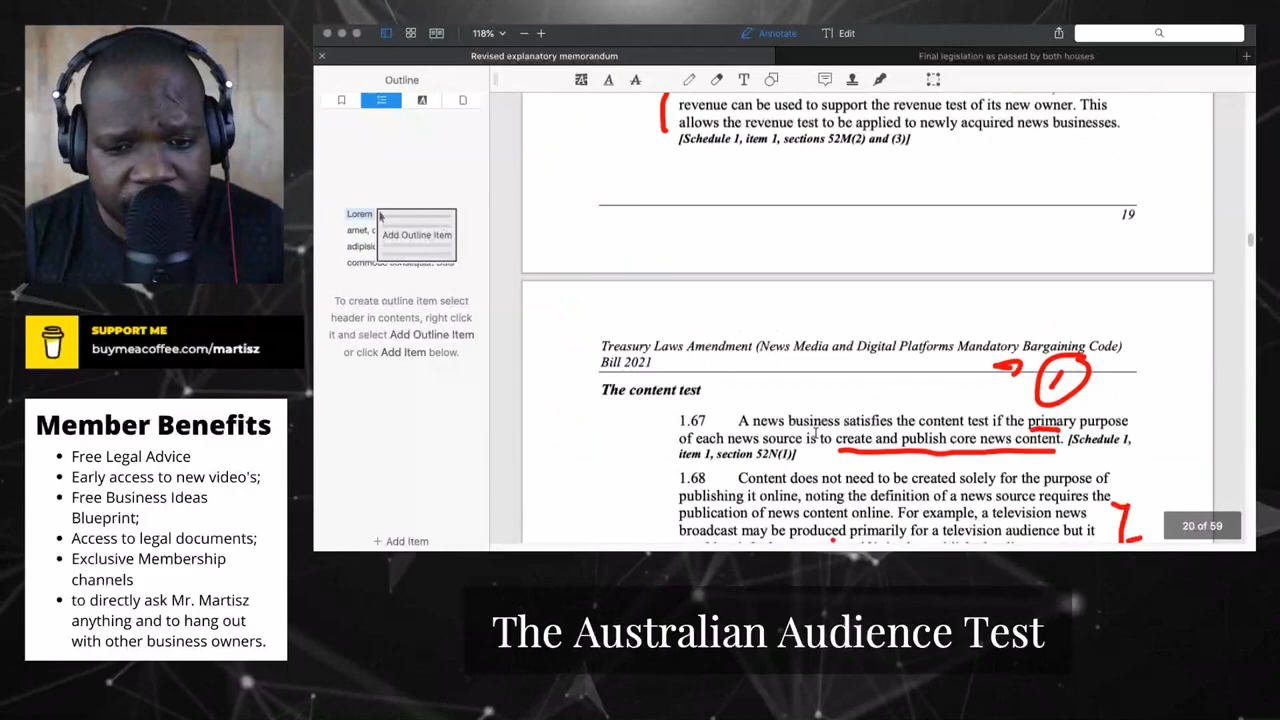 118%
Annotate
Edit
Revised explanatory memorandum
Final legislation as passed by both houses
Outline
revenue can be used to support the revenue test of its new owner. This
allows the revenue test to be applied to newly acquired news businesses.
[Schedule 1, item 1, sections 52M(2) and (3)]
19
Lorem
amet,
adipisi
Add Outline Item
To create outline item select
header in contents, right click
it and select Add Outline Item
or click Add Item below.
Add Item
Treasury Laws Amendment (News Media and Digital Platforms Mandatory Bargaining Code)
Bill 2021
The content test
1.67 A news business satisfies the content test if the primary purpose
of each news source is to create and publish core news content. [Schedule 1,
item 1, section 52N(1)]
1.68 Content does not need to be created solely for the purpose of
publishing it online, noting the definition of a news source requires the
publication of news content online. For example, a television news
broadcast may be produced primarily for a television audience but it
20 of 59
SUPPORT ME
buymeacoffee.com/martisz
Member Benefits
• Free Legal Advice
• Early access to new video's;
• Free Business Ideas
Blueprint;
• Access to legal documents;
• Exclusive Membership
channels
• to directly ask Mr. Martisz
anything and to hang out
with other business owners.
The Australian Audience Test